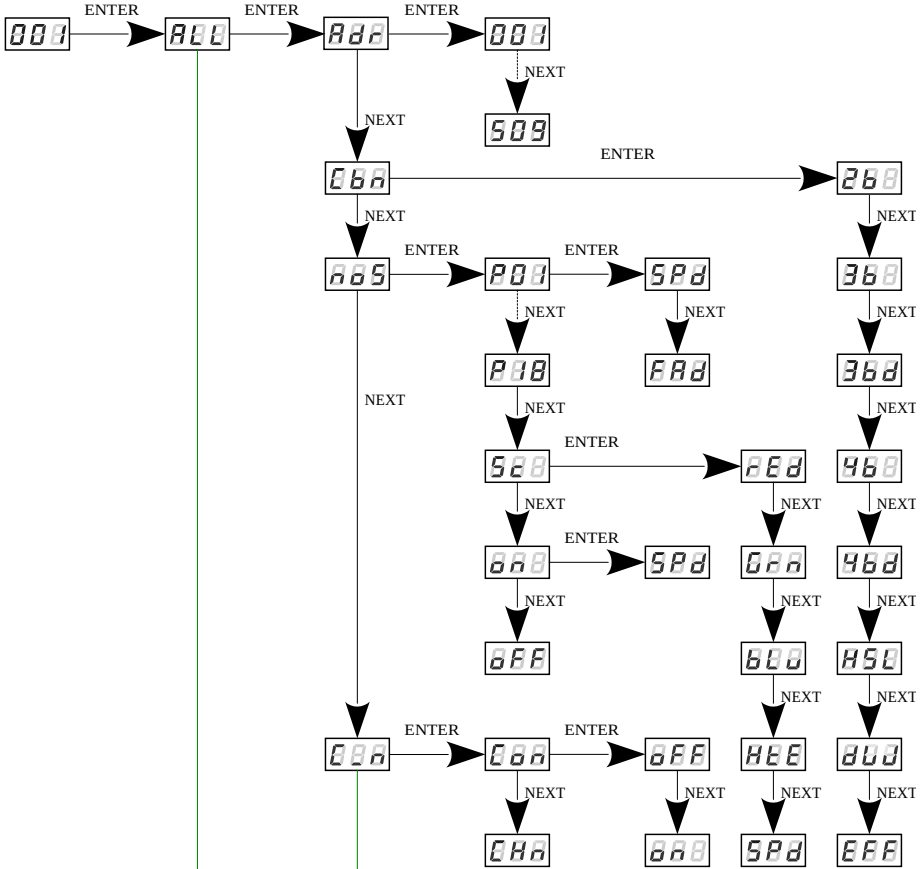 ENTER ENTER ENTER
001 ALL Adr 001
NEXT
NEXT S09
ENTER
Cbn 2b
NEXT NEXT
ENTER ENTER
noS P01 SPd 3b
NEXT NEXT NEXT
P18 FAd 3bd
NEXT NEXT NEXT
ENTER
Sc rEd 4b
NEXT NEXT NEXT
ENTER
on SPd Grn 4bd
NEXT NEXT NEXT
oFF bLu HSL
NEXT NEXT
ENTER ENTER
C_n Con oFF HtE dUJ
NEXT NEXT NEXT NEXT
CHn on SPd EFF